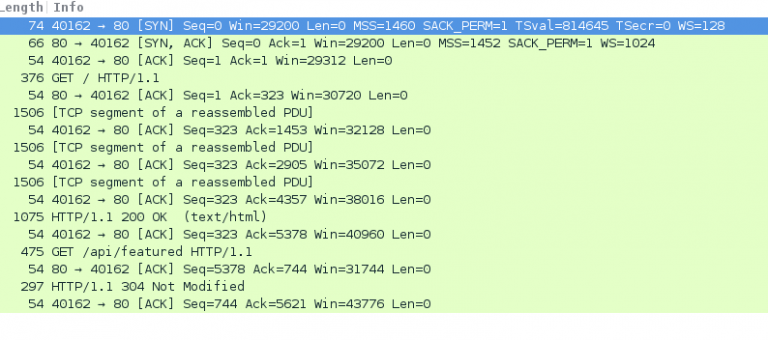 Length Info
74 40162 → 80 [SYN] Seq=0 Win=29200 Len=0 MSS=1460 SACK_PERM=1 TSval=814645 TSecr=0 WS=128
66 80 → 40162 [SYN, ACK] Seq=0 Ack=1 Win=29200 Len=0 MSS=1452 SACK_PERM=1 WS=1024
54 40162 → 80 [ACK] Seq=1 Ack=1 Win=29312 Len=0
376 GET / HTTP/1.1
54 80 → 40162 [ACK] Seq=1 Ack=323 Win=30720 Len=0
1506 [TCP segment of a reassembled PDU]
54 40162 → 80 [ACK] Seq=323 Ack=1453 Win=32128 Len=0
1506 [TCP segment of a reassembled PDU]
54 40162 → 80 [ACK] Seq=323 Ack=2905 Win=35072 Len=0
1506 [TCP segment of a reassembled PDU]
54 40162 → 80 [ACK] Seq=323 Ack=4357 Win=38016 Len=0
1075 HTTP/1.1 200 OK (text/html)
54 40162 → 80 [ACK] Seq=323 Ack=5378 Win=40960 Len=0
475 GET /api/featured HTTP/1.1
54 80 → 40162 [ACK] Seq=5378 Ack=744 Win=31744 Len=0
297 HTTP/1.1 304 Not Modified
54 40162 → 80 [ACK] Seq=744 Ack=5621 Win=43776 Len=0